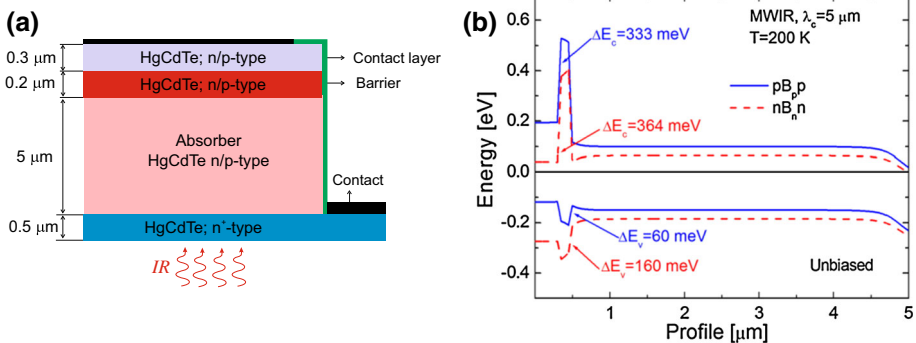 (a)
0.3 μm
HgCdTe; n/p-type
Contact layer
0.2 μm
HgCdTe; n/p-type
Barrier
5 μm
Absorber
HgCdTe n/p-type
Contact
0.5 μm
HgCdTe; n⁺-type
IR
(b)
0.6
0.4
0.2
0.0
-0.2
-0.4
Energy [eV]
MWIR, λc=5 μm
T=200 K
ΔEc=333 meV
pBpp
nBnn
ΔEc=364 meV
ΔEv=60 meV
ΔEv=160 meV
Unbiased
1 2 3 4 5
Profile [μm]